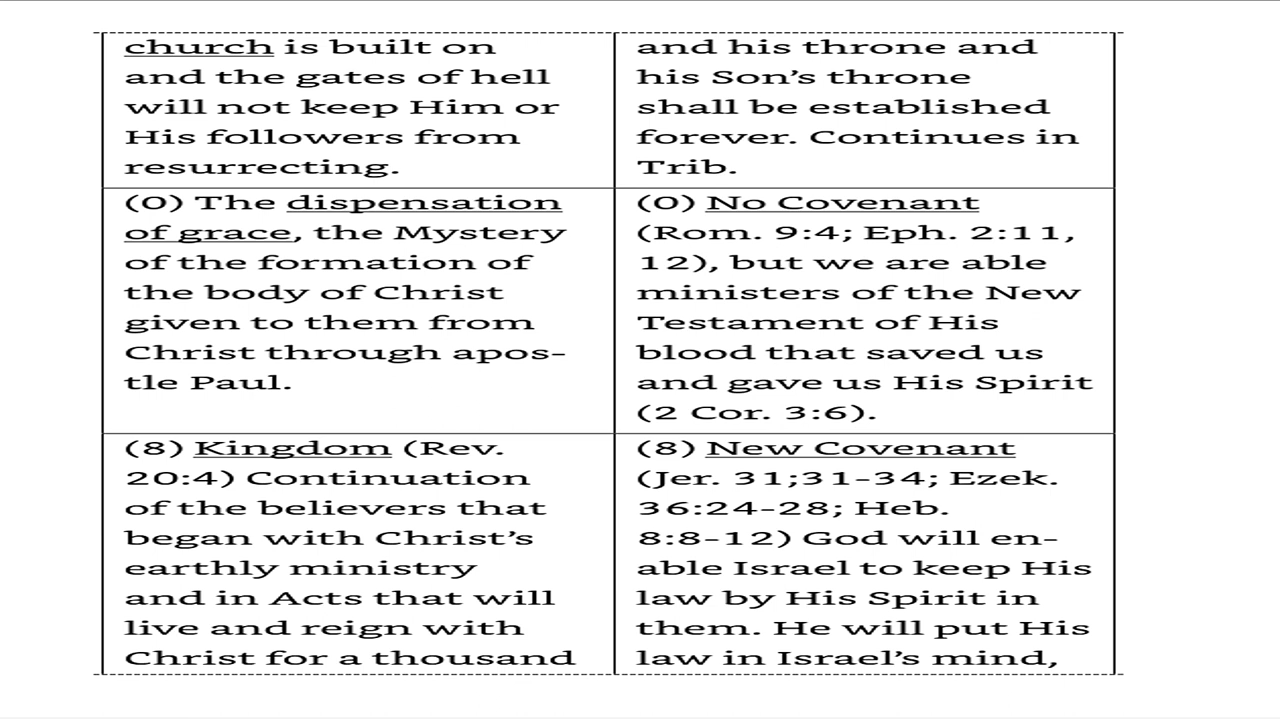 church is built on
and the gates of hell
will not keep Him or
His followers from
resurrecting.
and his throne and
his Son’s throne
shall be established
forever. Continues in
Trib.
(0) The dispensation
of grace, the Mystery
of the formation of
the body of Christ
given to them from
Christ through apos-
tle Paul.
(0) No Covenant
(Rom. 9:4; Eph. 2:11,
12), but we are able
ministers of the New
Testament of His
blood that saved us
and gave us His Spirit
(2 Cor. 3:6).
(8) Kingdom (Rev.
20:4) Continuation
of the believers that
began with Christ’s
earthly ministry
and in Acts that will
live and reign with
Christ for a thousand
(8) New Covenant
(Jer. 31;31-34; Ezek.
36:24-28; Heb.
8:8-12) God will en-
able Israel to keep His
law by His Spirit in
them. He will put His
law in Israel’s mind,